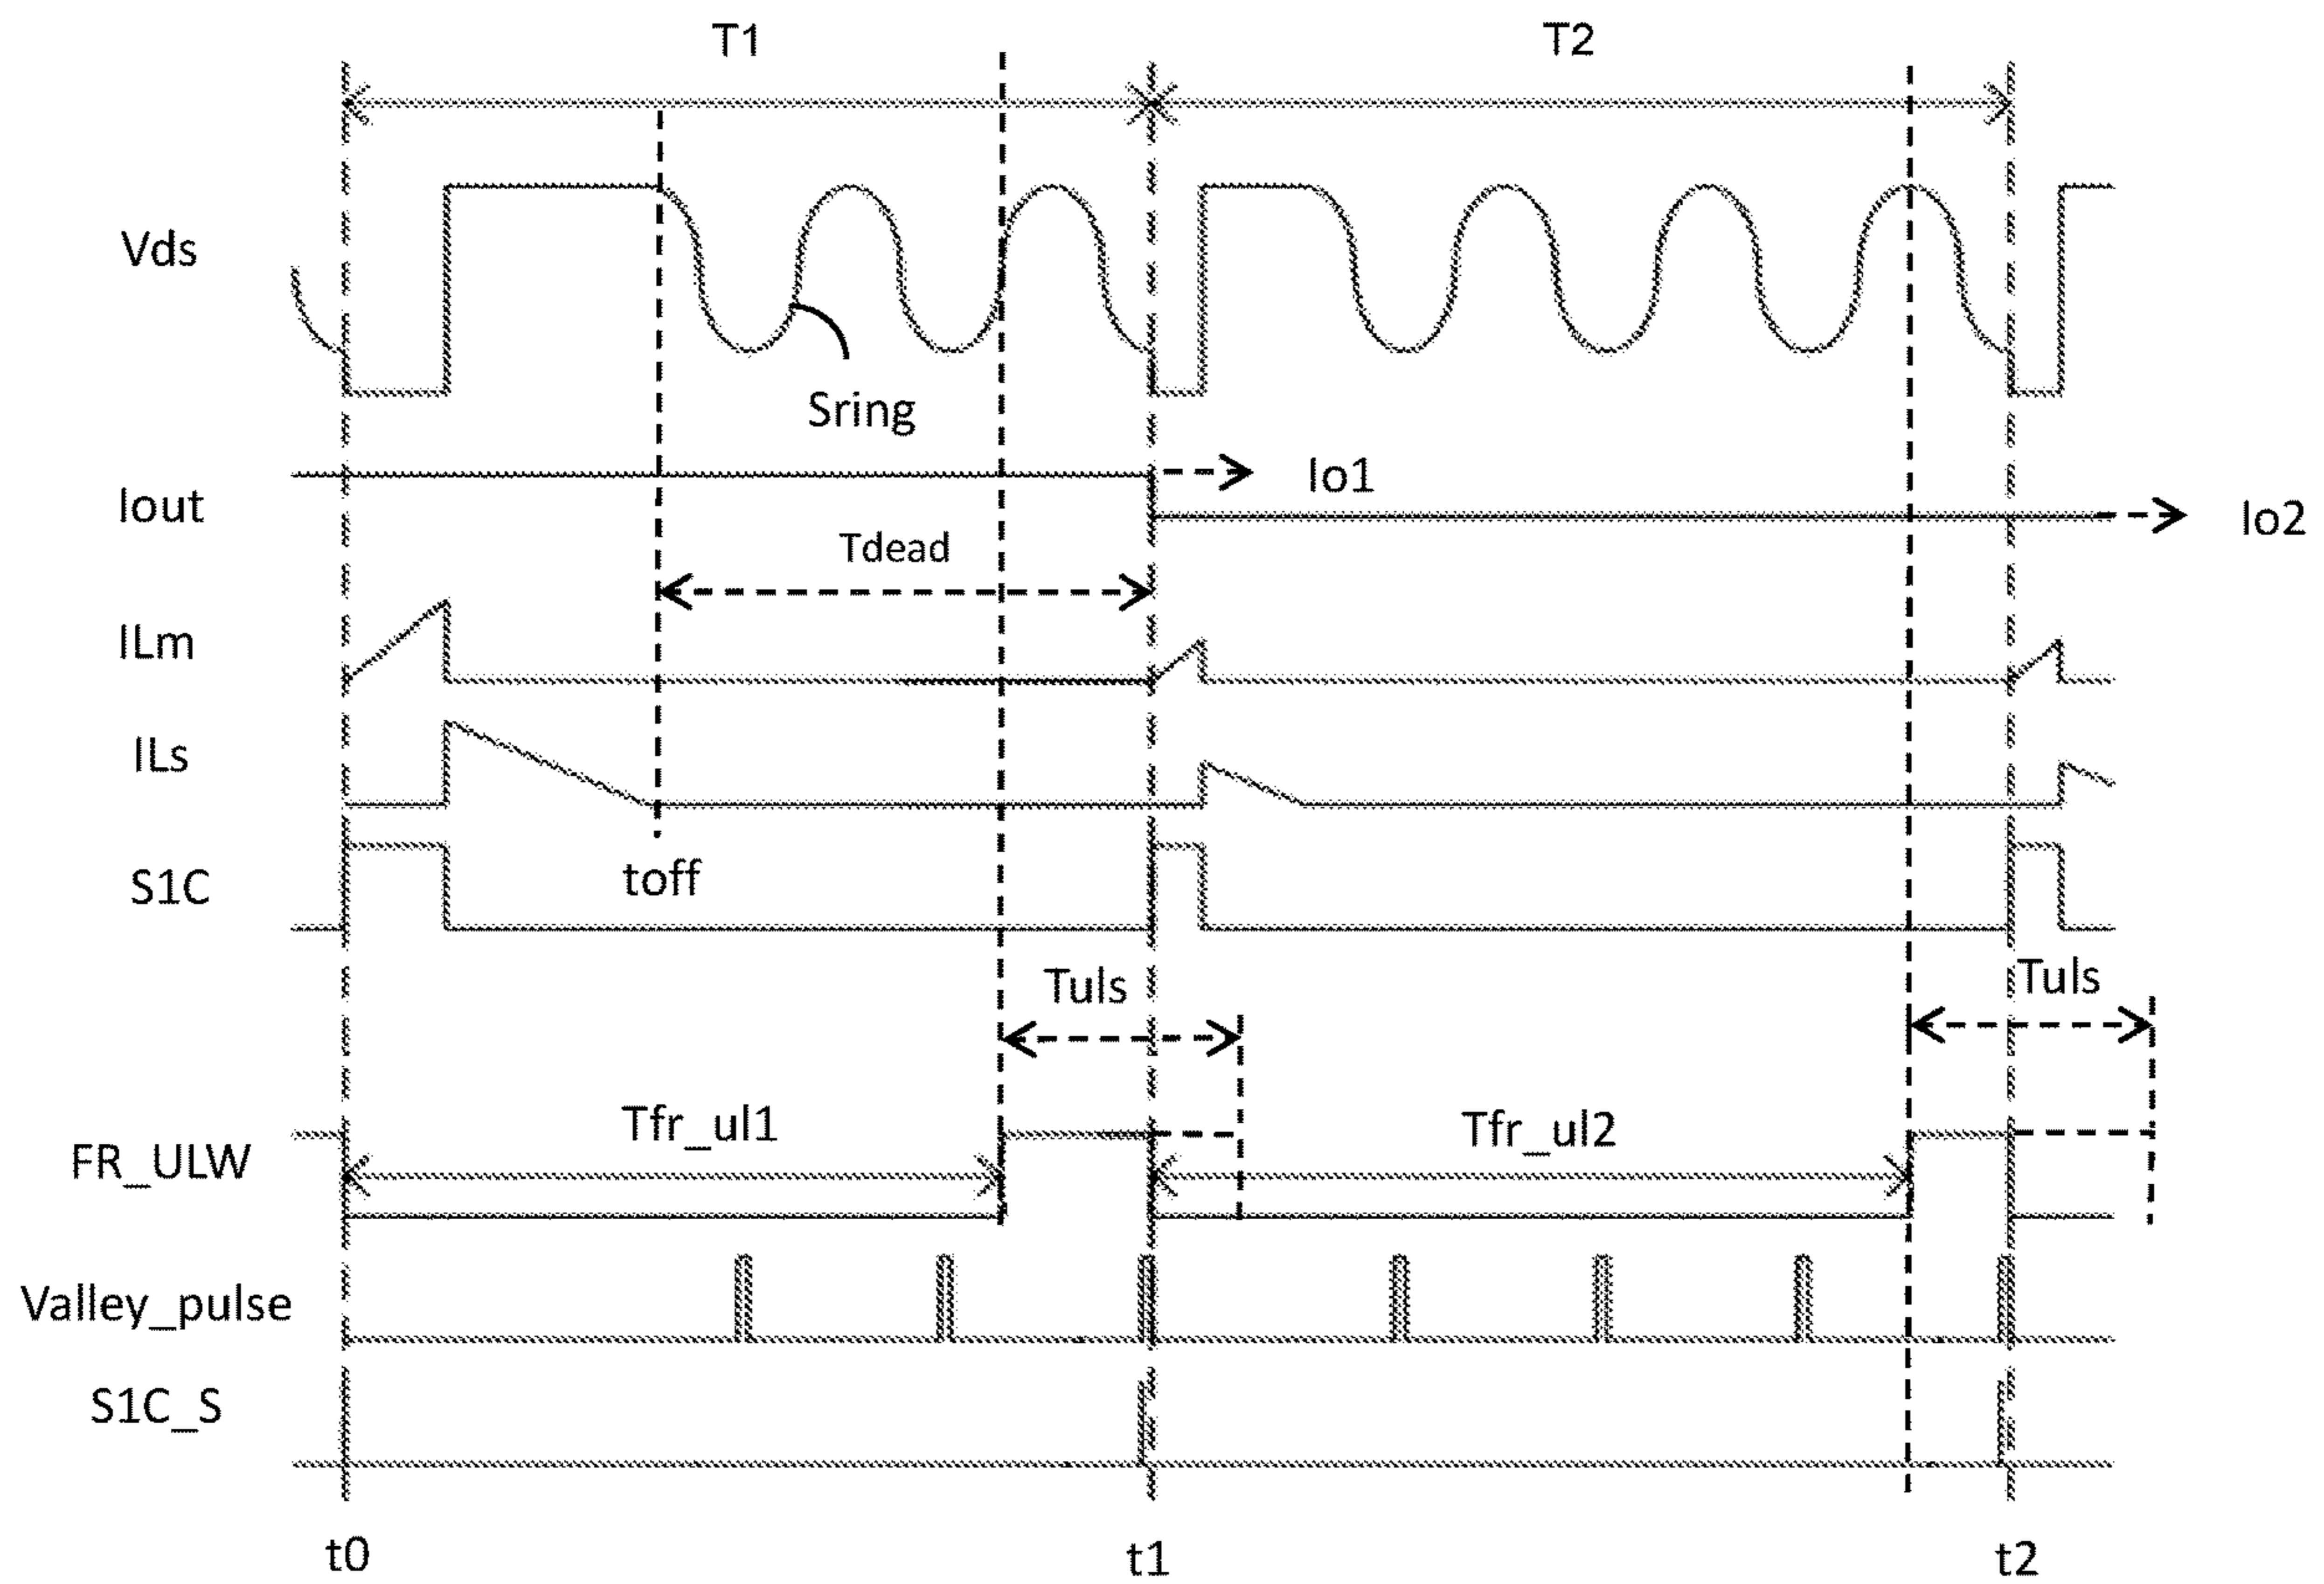 T1
T2
Vds
Sring
Iout
Io1
Io2
Tdead
ILm
ILs
toff
S1C
Tuls
Tuls
Tfr_ul1
Tfr_ul2
FR_ULW
Valley_pulse
S1C_S
t0
t1
t2